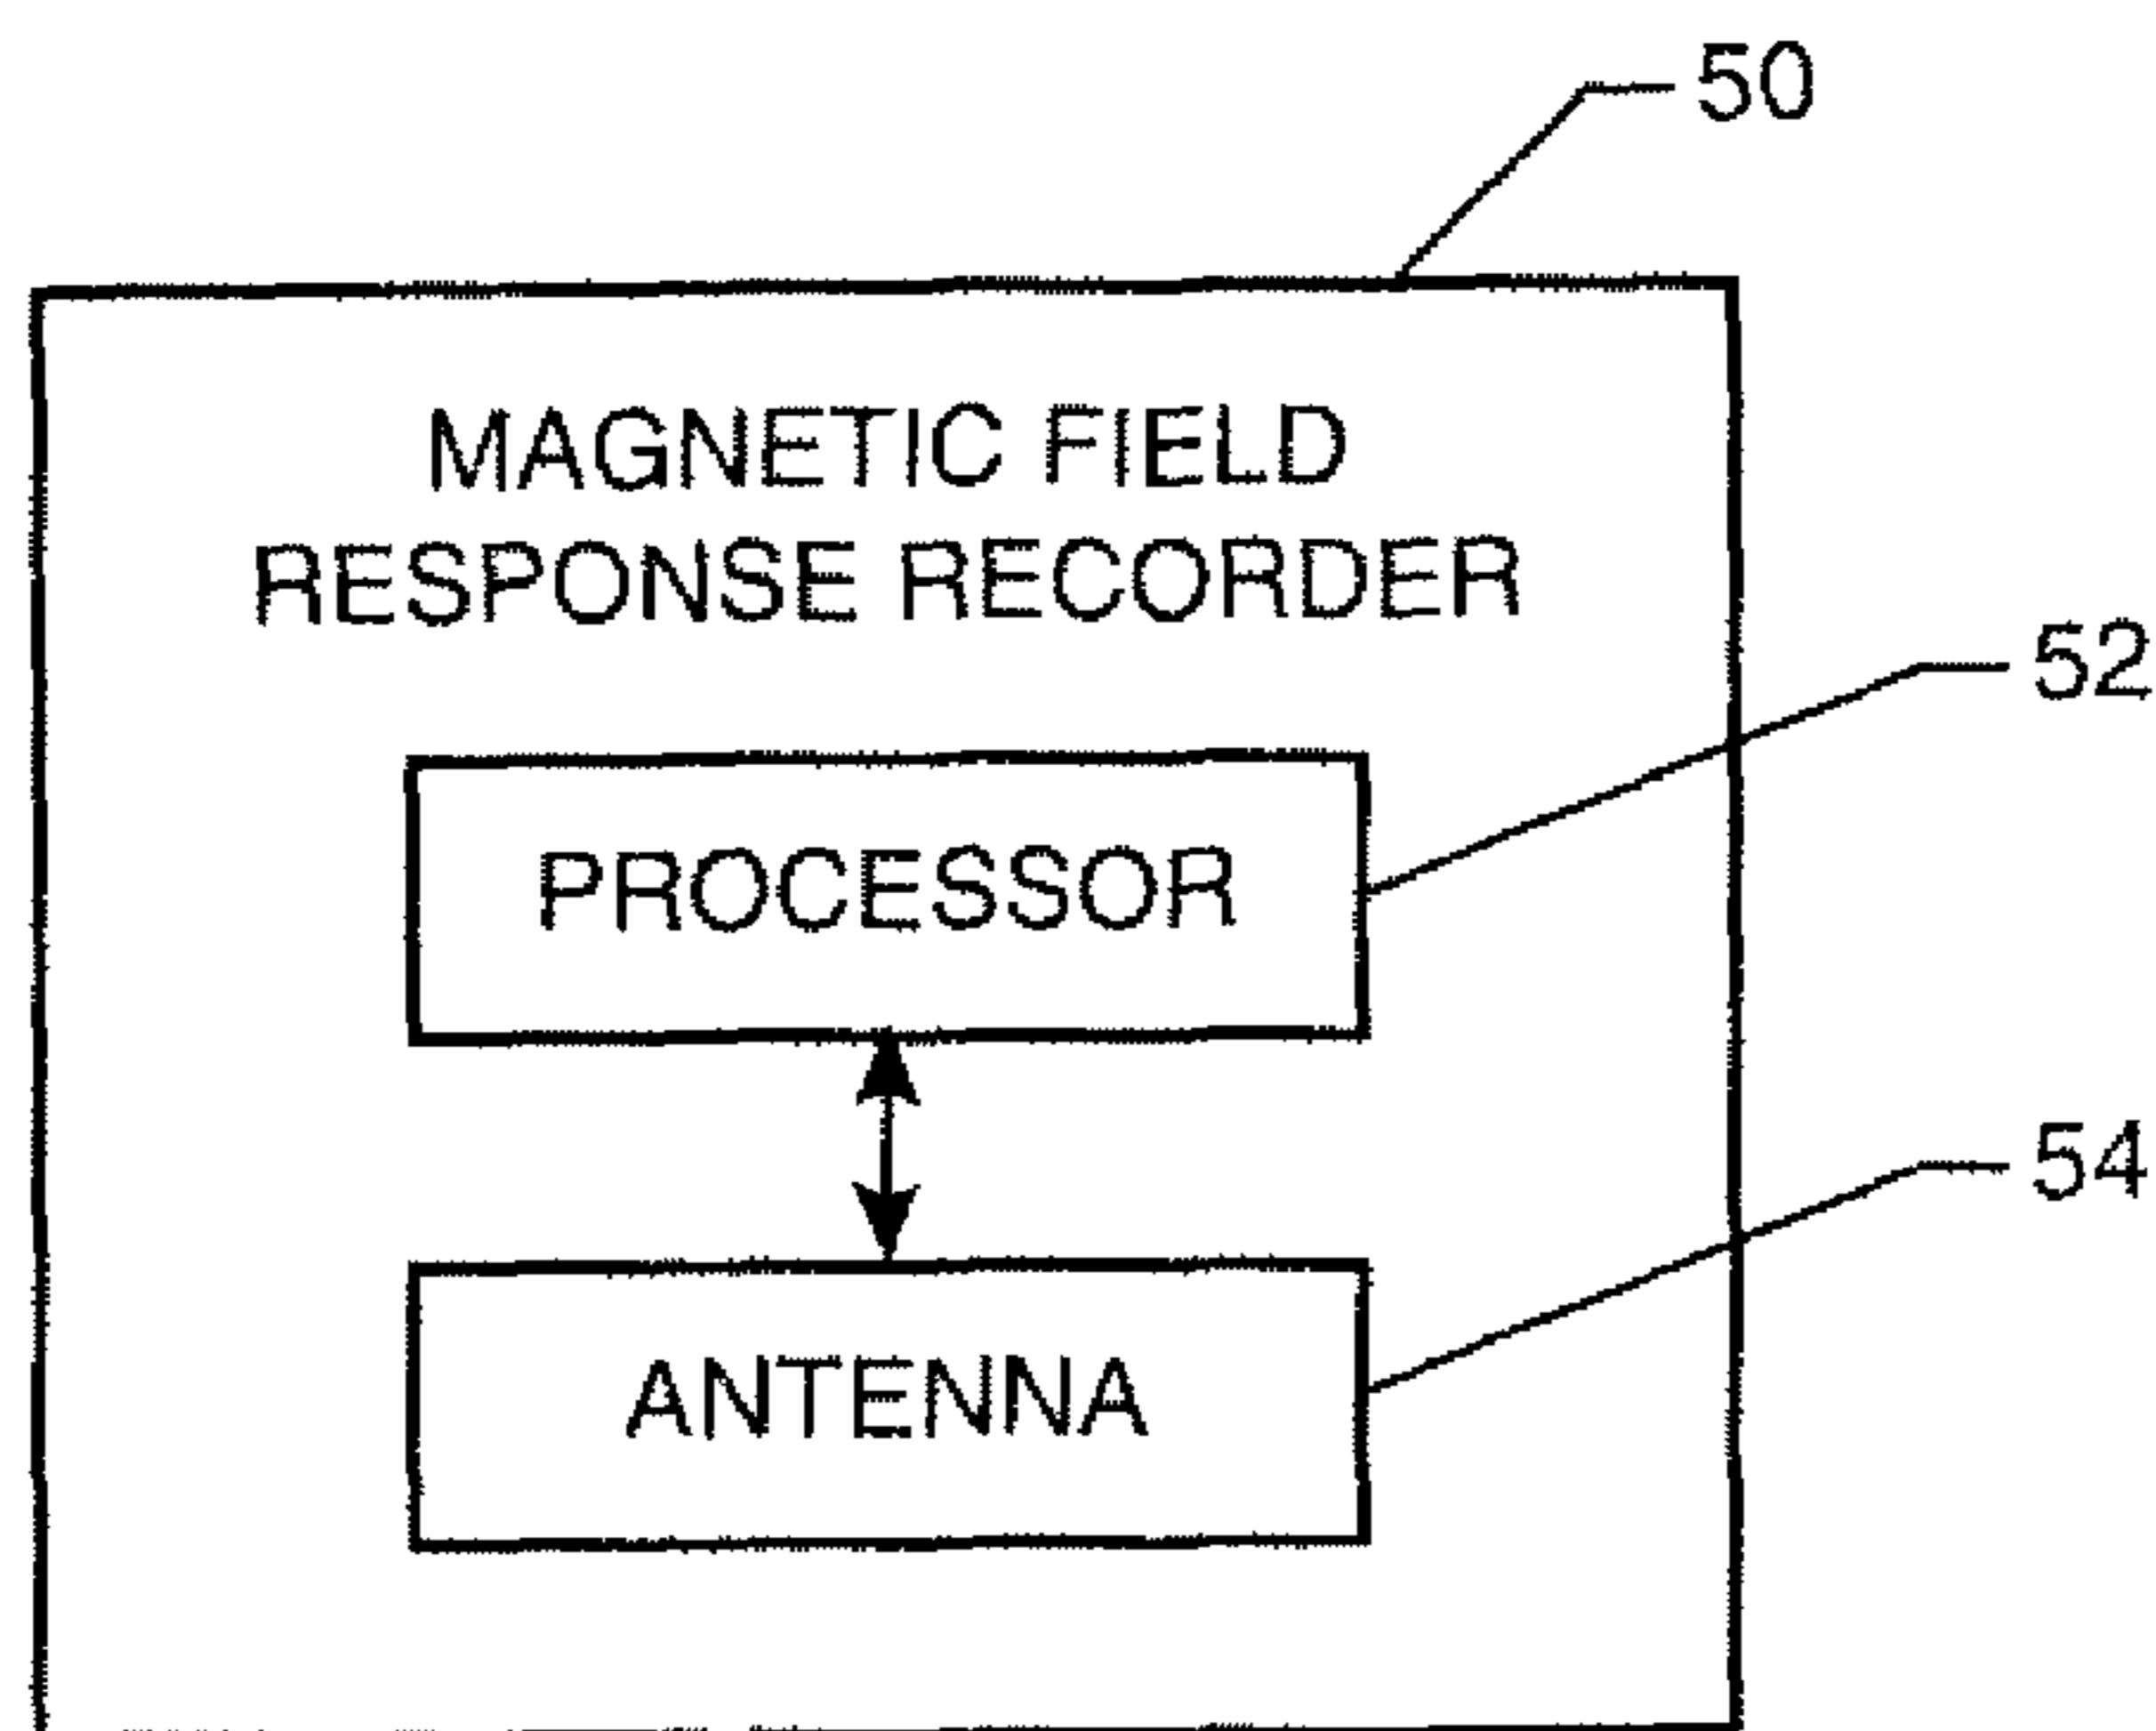 50
MAGNETIC FIELD
RESPONSE RECORDER
52
PROCESSOR
54
ANTENNA